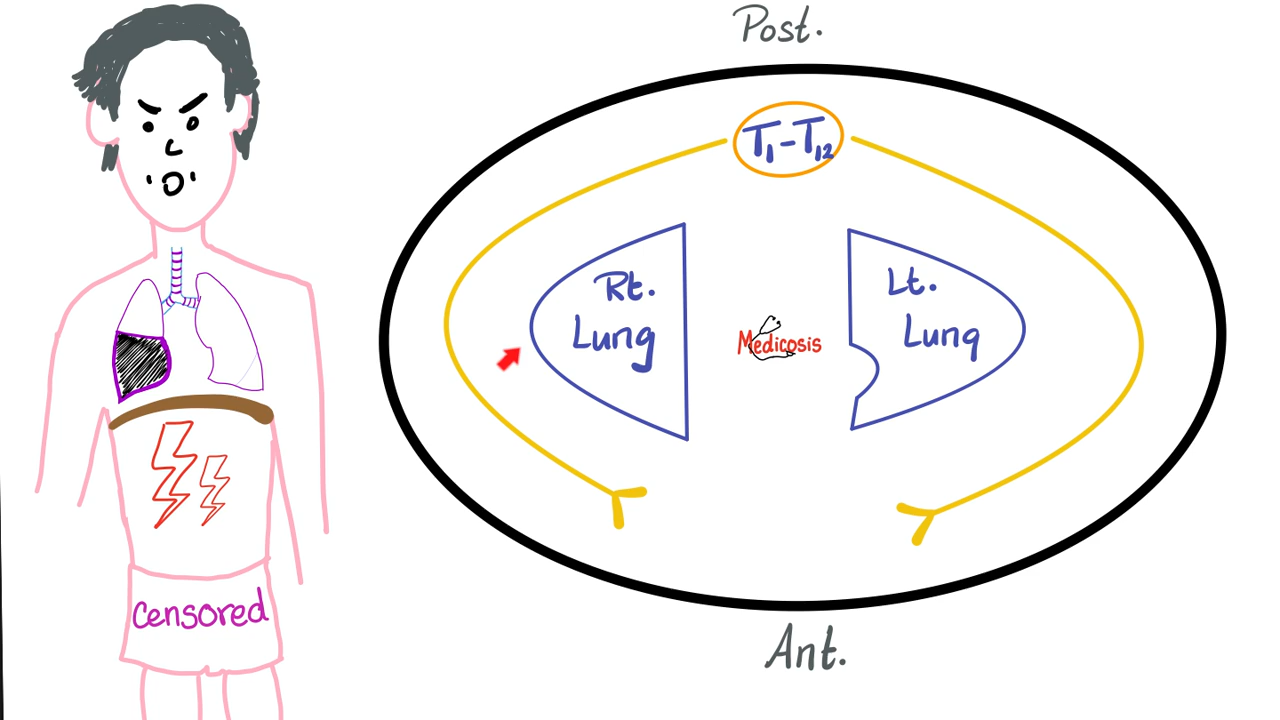 Post.
T₁-T₁₂
Rt.
Lung
Lt.
Lung
Medicosis
Censored
Ant.